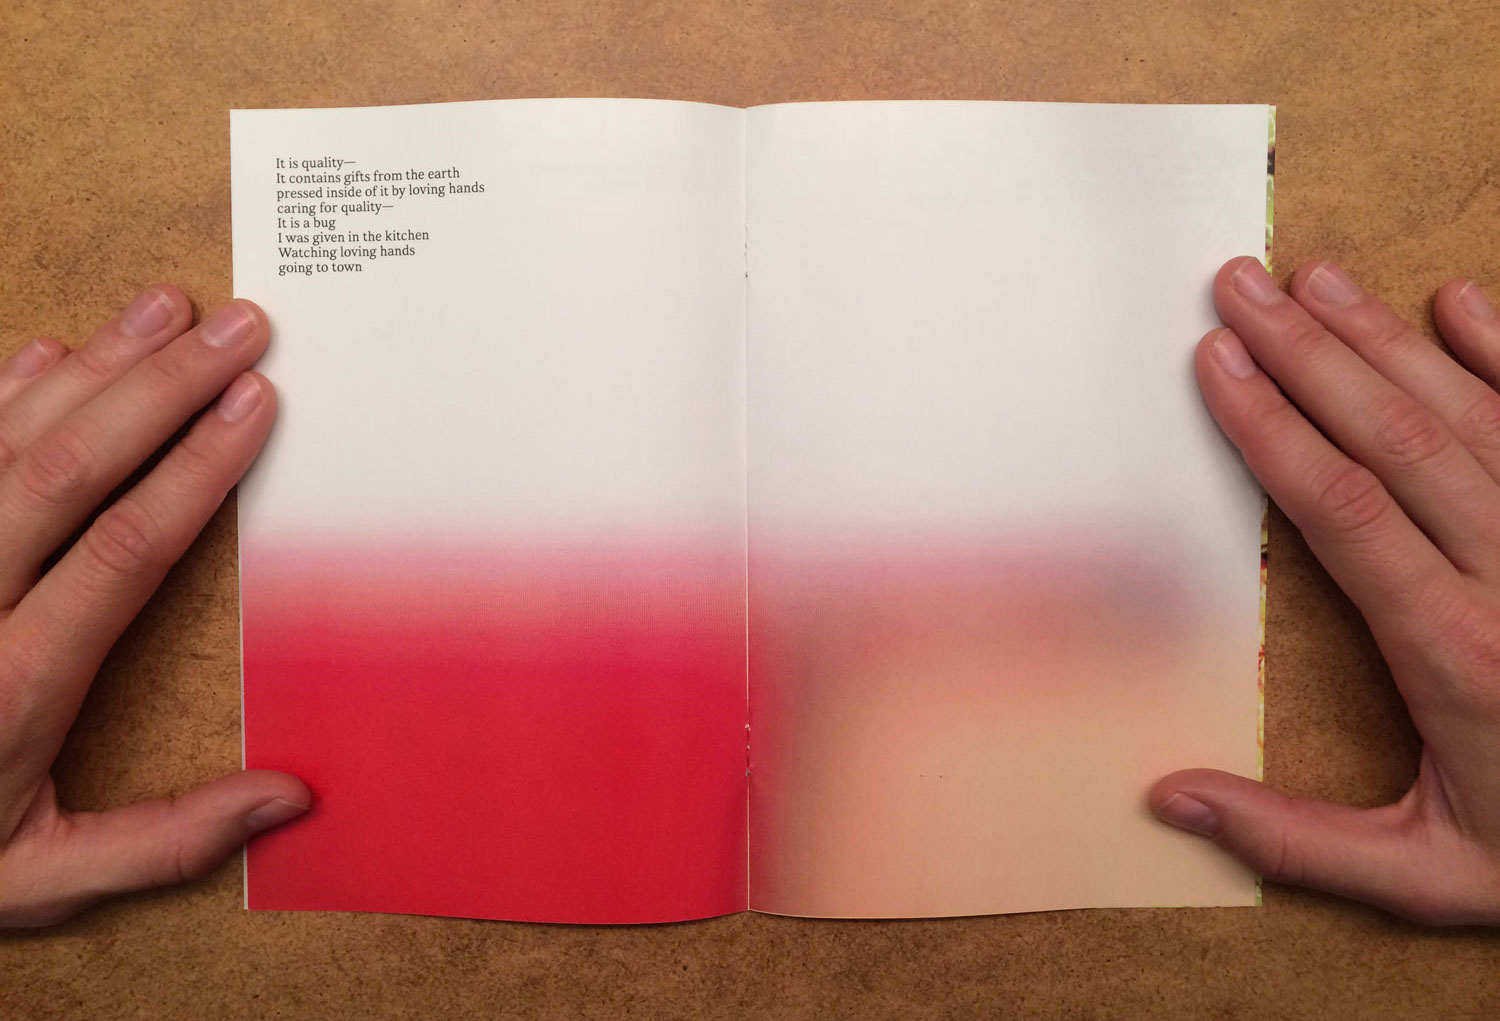 It is quality—
It contains gifts from the earth
pressed inside of it by loving hands
caring for quality—
It is a bug
I was given in the kitchen
Watching loving hands
going to town